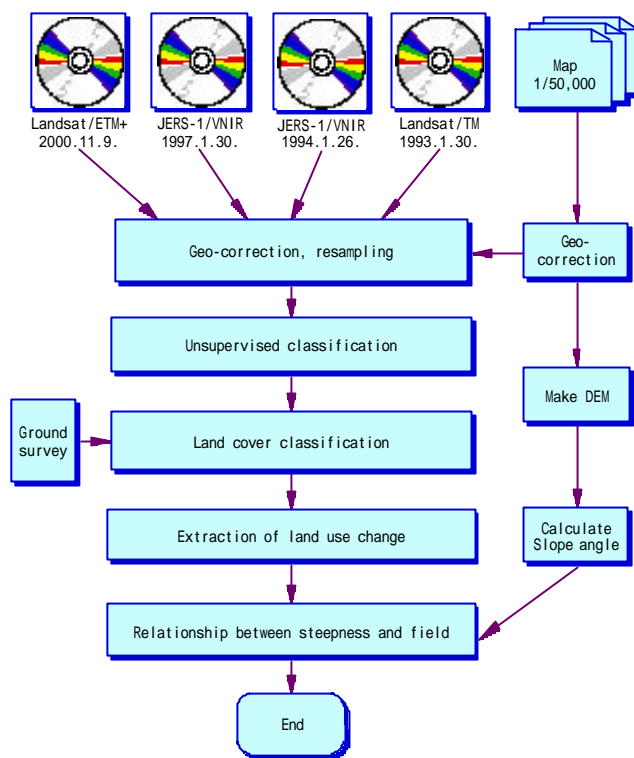 Landsat/ETM+
2000.11.9.
JERS-1/VNIR
1997.1.30.
JERS-1/VNIR
1994.1.26.
Landsat/TM
1993.1.30.
Map
1/50,000
Geo-correction, resampling
Geo-
correction
Unsupervised classification
Make DEM
Ground
survey
Land cover classification
Extraction of land use change
Calculate
Slope angle
Relationship between steepness and field
End